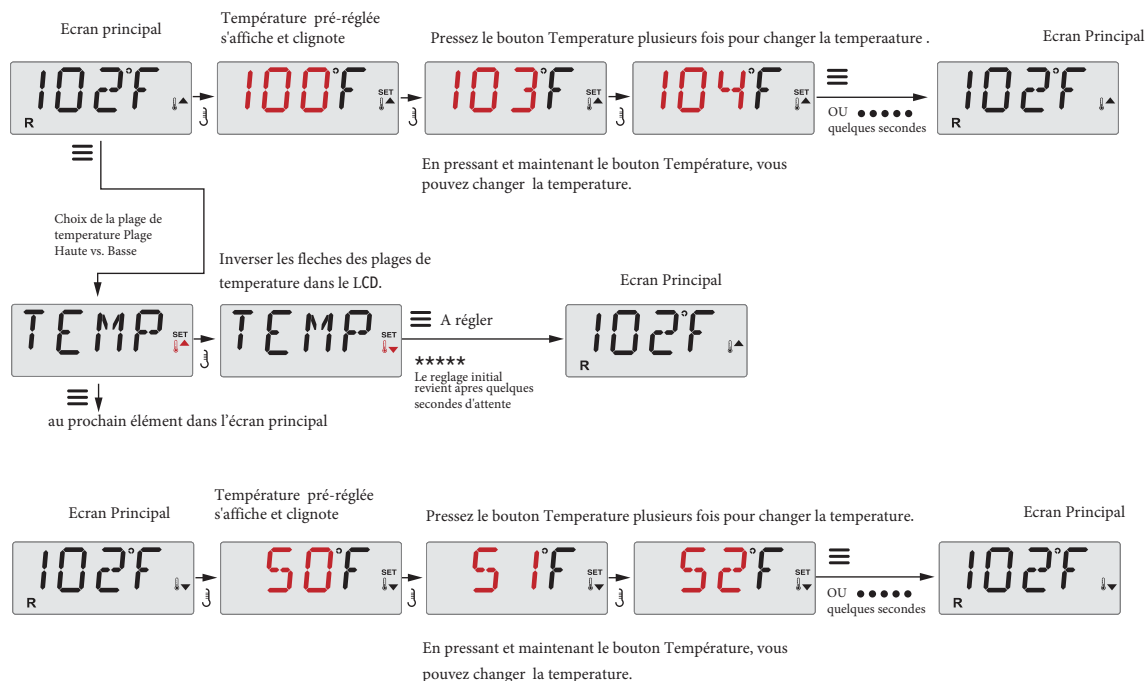 Ecran principal
Température pré-réglée
s'affiche et clignote
Pressez le bouton Temperature plusieurs fois pour changer la temperaature .
Ecran Principal
102°F
R
100°F
SET
103°F
SET
104°F
SET
OU ●●●●●
quelques secondes
102°F
R
En pressant et maintenant le bouton Température, vous
pouvez changer la temperature.
Choix de la plage de
temperature Plage
Haute vs. Basse
Inverser les fleches des plages de
temperature dans le LCD.
Ecran Principal
TEMP
SET
TEMP
SET
A régler
*****
Le reglage initial
revient apres quelques
secondes d'attente
102°F
R
au prochain élément dans l'écran principal
Ecran Principal
Température pré-réglée
s'affiche et clignote
Pressez le bouton Temperature plusieurs fois pour changer la temperature.
Ecran Principal
102°F
R
50°F
SET
51°F
SET
52°F
SET
OU ●●●●●
quelques secondes
102°F
R
En pressant et maintenant le bouton Température, vous
pouvez changer la temperature.